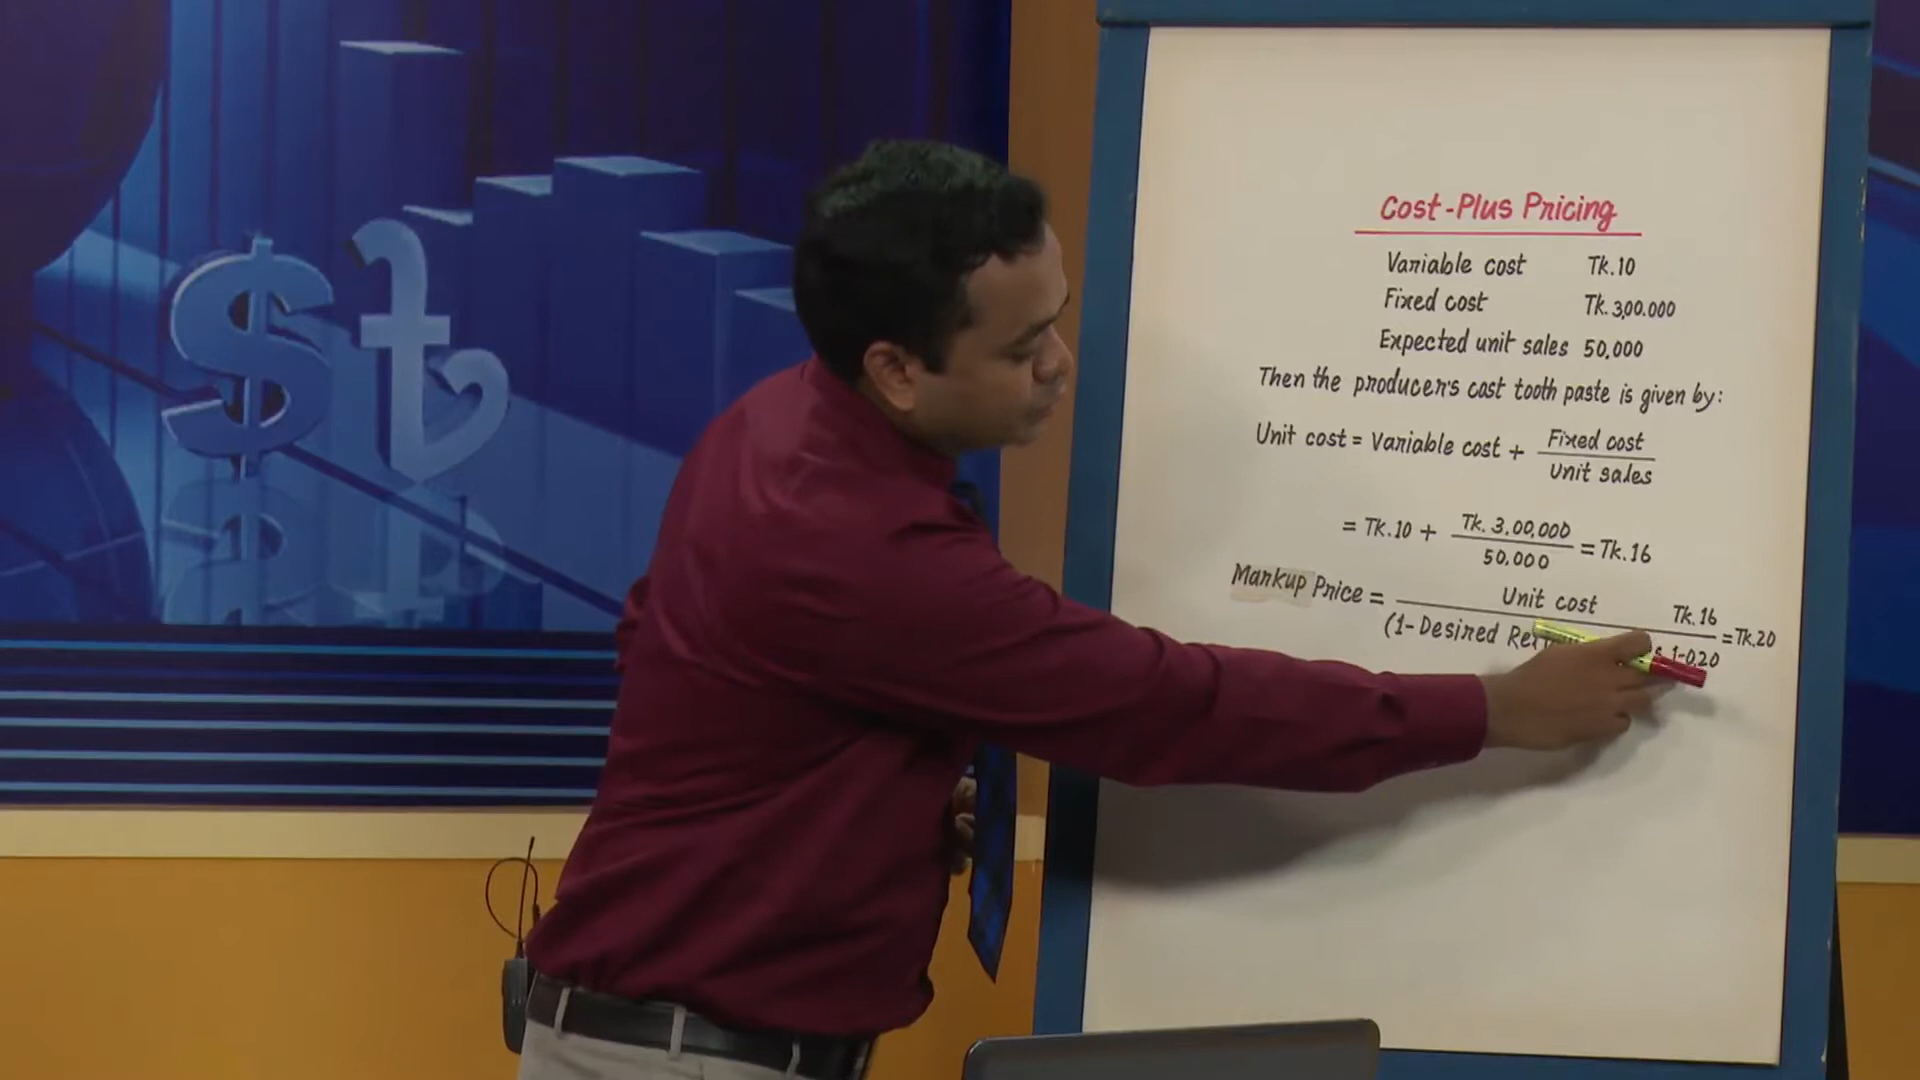 Cost-Plus Pricing
Variable cost Tk.10
Fixed cost Tk.3,00.000
Expected unit sales 50,000
Then the producer's cost tooth paste is given by:
Unit cost = Variable cost + Fixed cost / Unit sales
= Tk.10 + Tk. 3,00,000 / 50,000 = Tk.16
Markup Price = Unit cost Tk.16
(1-Desired 1-0.20 = Tk.20
$ ৳